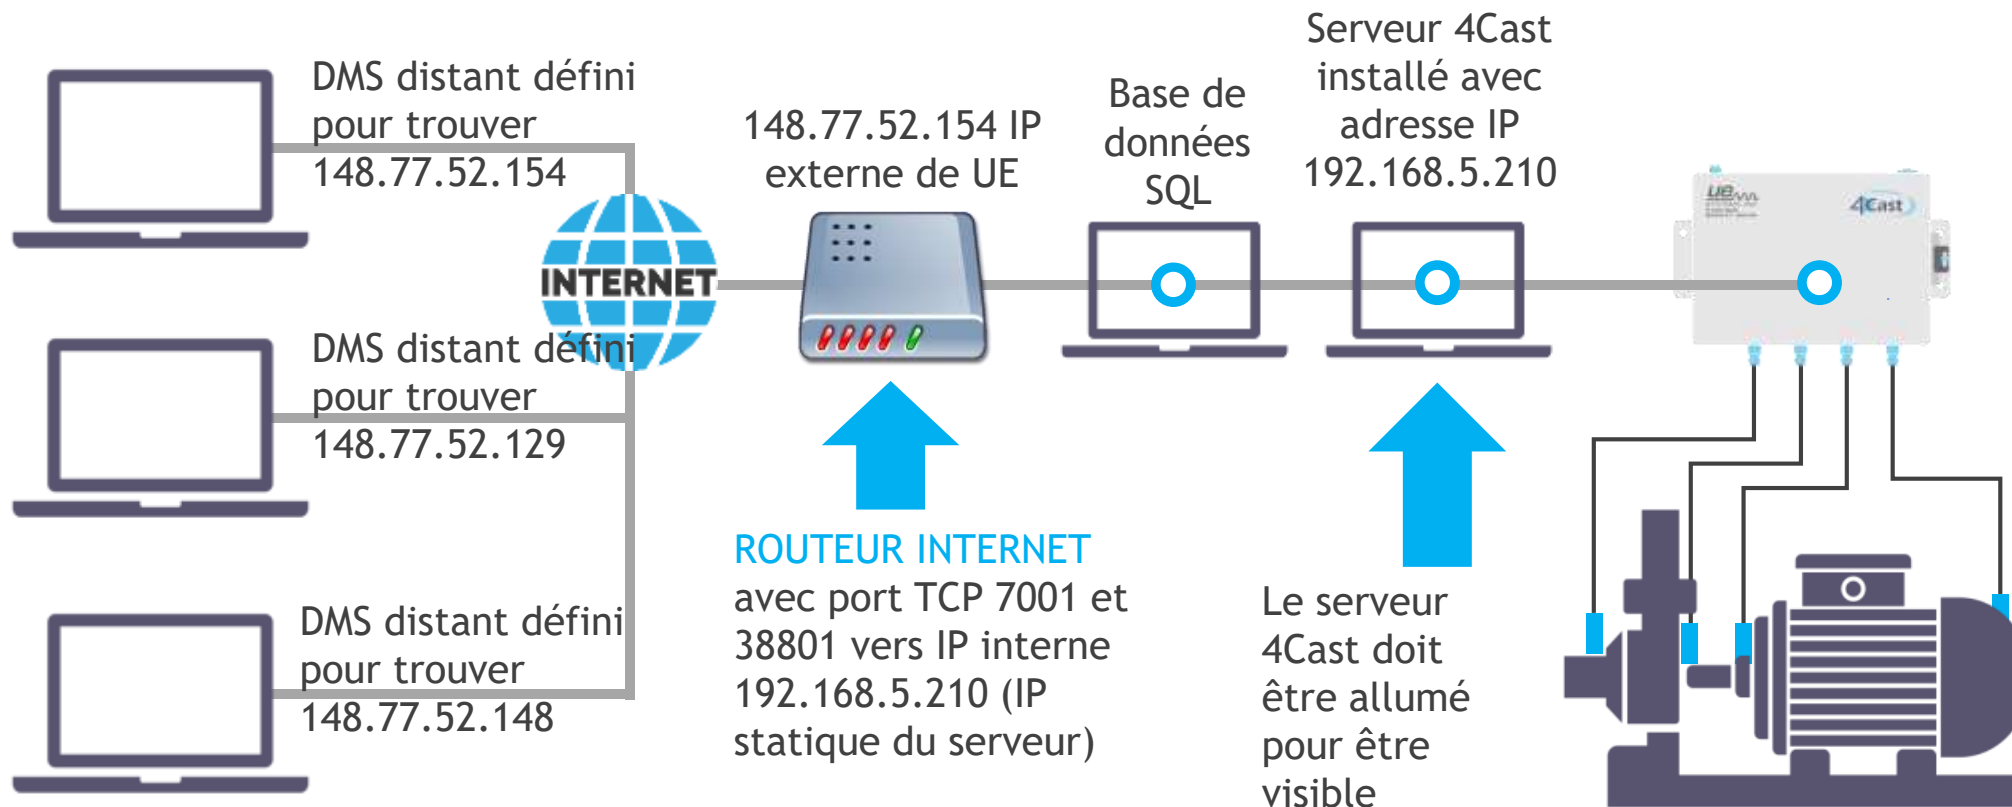 DMS distant défini
pour trouver
148.77.52.154
INTERNET
DMS distant défini
pour trouver
148.77.52.129
DMS distant défini
pour trouver
148.77.52.148
148.77.52.154 IP
externe de UE
Base de
données
SQL
Serveur 4Cast
installé avec
adresse IP
192.168.5.210
UE
4Cast
ROUTEUR INTERNET
avec port TCP 7001 et
38801 vers IP interne
192.168.5.210 (IP
statique du serveur)
Le serveur
4Cast doit
être allumé
pour être
visible